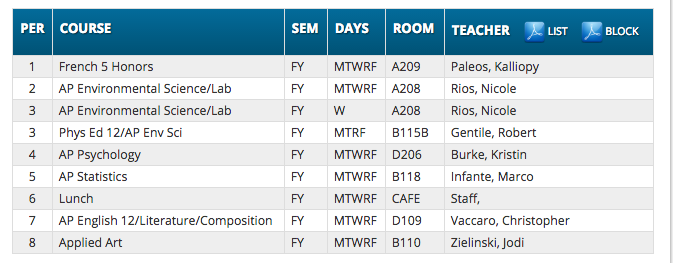 PER COURSE SEM DAYS ROOM TEACHER LIST BLOCK
1 French 5 Honors FY MTWRF A209 Paleos, Kalliopy
2 AP Environmental Science/Lab FY MTWRF A208 Rios, Nicole
3 AP Environmental Science/Lab FY W A208 Rios, Nicole
3 Phys Ed 12/AP Env Sci FY MTRF B115B Gentile, Robert
4 AP Psychology FY MTWRF D206 Burke, Kristin
5 AP Statistics FY MTWRF B118 Infante, Marco
6 Lunch FY MTWRF CAFE Staff,
7 AP English 12/Literature/Composition FY MTWRF D109 Vaccaro, Christopher
8 Applied Art FY MTWRF B110 Zielinski, Jodi